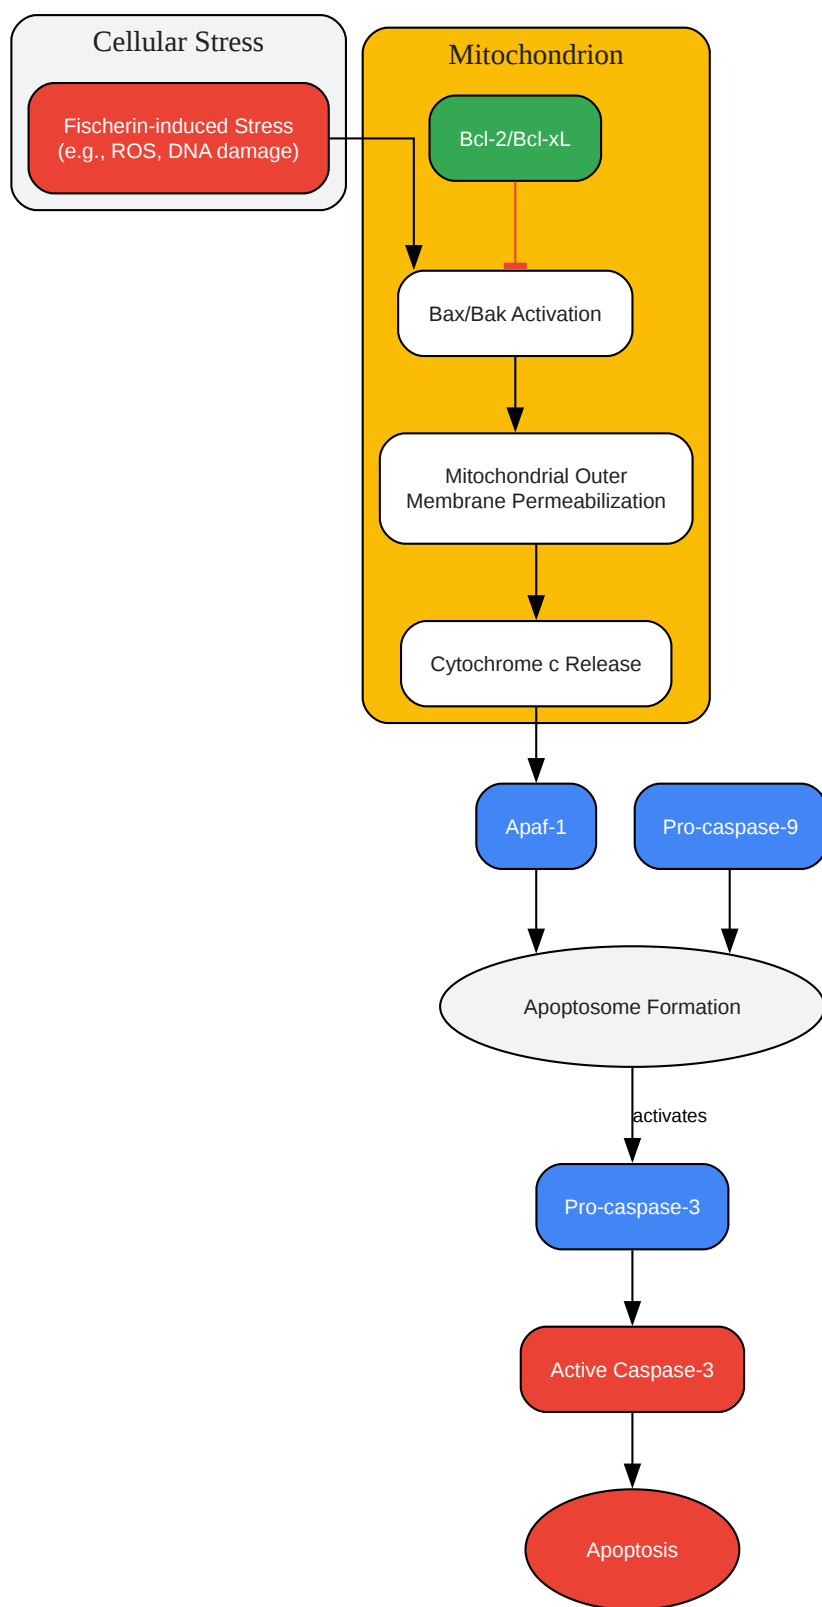 Cellular Stress
Fischerin-induced Stress
(e.g., ROS, DNA damage)
Mitochondrion
Bcl-2/Bcl-xL
Bax/Bak Activation
Mitochondrial Outer
Membrane Permeabilization
Cytochrome c Release
Apaf-1
Pro-caspase-9
Apoptosome Formation
activates
Pro-caspase-3
Active Caspase-3
Apoptosis